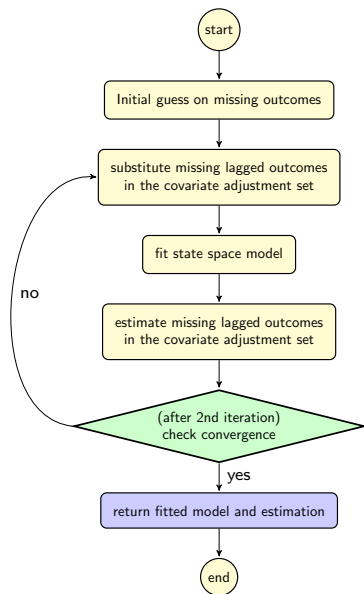 start
Initial guess on missing outcomes
substitute missing lagged outcomes
in the covariate adjustment set
fit state space model
no
estimate missing lagged outcomes
in the covariate adjustment set
(after 2nd iteration)
check convergence
yes
return fitted model and estimation
end